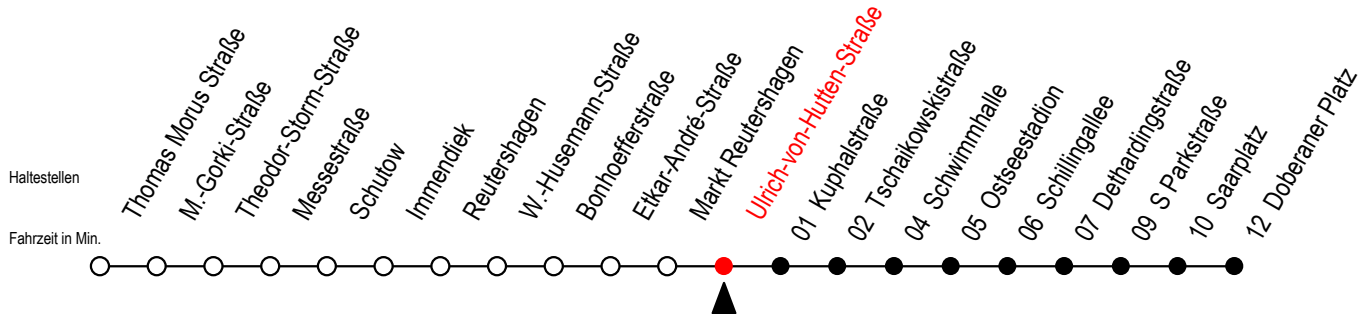 Haltestellen
Fahrzeit in Min.
Thomas Morus Straße
M.-Gorki-Straße
Theodor-Storm-Straße
Messestraße
Schutow
Immendiek
Reutershagen
W.-Husemann-Straße
Bonhoefferstraße
Etkar-André-Straße
Markt Reutershagen
Ulrich-von-Hutten-Straße
01 Kuphalstraße
02 Tschaikowskistraße
04 Schwimmhalle
05 Ostseestadion
06 Schillingallee
07 Dethardingstraße
09 S Parkstraße
10 Saarplatz
12 Doberaner Platz